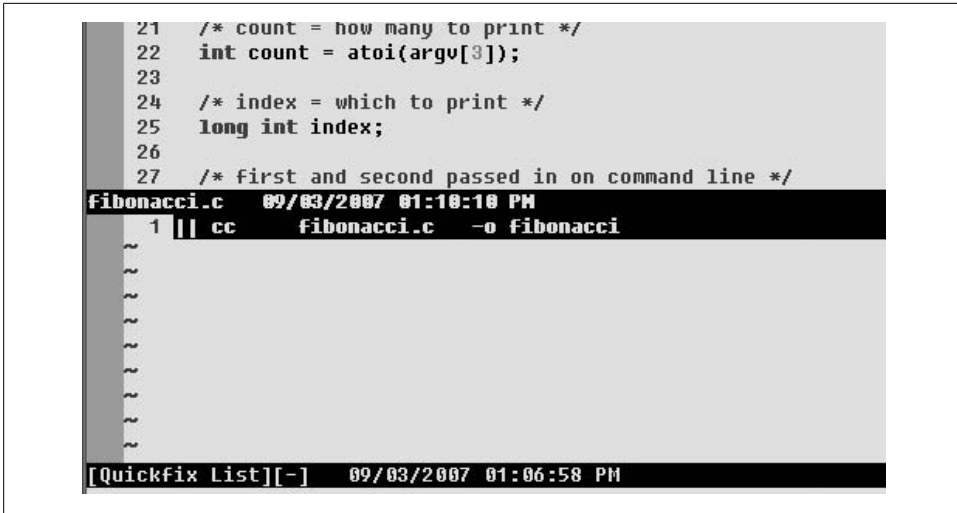 21 /* count = how many to print */
22 int count = atoi(argv[3]);
23
24 /* index = which to print */
25 long int index;
26
27 /* first and second passed in on command line */
fibonacci.c 09/03/2007 01:10:10 PM
1 || cc fibonacci.c -o fibonacci
~
~
~
~
~
~
~
~
~
[Quickfix List][-] 09/03/2007 01:06:58 PM